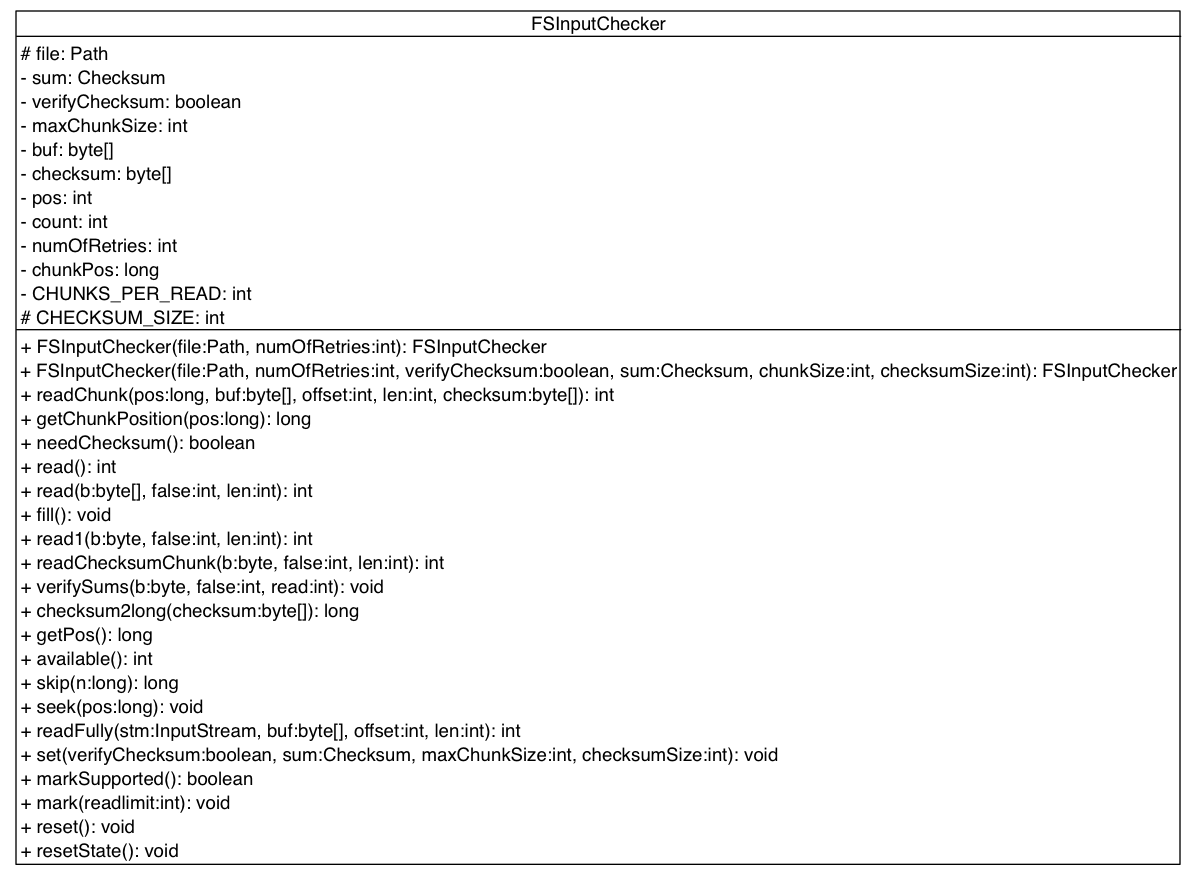 FSInputChecker
# file: Path
- sum: Checksum
- verifyChecksum: boolean
- maxChunkSize: int
- buf: byte[]
- checksum: byte[]
- pos: int
- count: int
- numOfRetries: int
- chunkPos: long
- CHUNKS_PER_READ: int
# CHECKSUM_SIZE: int
+ FSInputChecker(file:Path, numOfRetries:int): FSInputChecker
+ FSInputChecker(file:Path, numOfRetries:int, verifyChecksum:boolean, sum:Checksum, chunkSize:int, checksumSize:int): FSInputChecker
+ readChunk(pos:long, buf:byte[], offset:int, len:int, checksum:byte[]): int
+ getChunkPosition(pos:long): long
+ needChecksum(): boolean
+ read(): int
+ read(b:byte[], false:int, len:int): int
+ fill(): void
+ read1(b:byte, false:int, len:int): int
+ readChecksumChunk(b:byte, false:int, len:int): int
+ verifySums(b:byte, false:int, read:int): void
+ checksum2long(checksum:byte[]): long
+ getPos(): long
+ available(): int
+ skip(n:long): long
+ seek(pos:long): void
+ readFully(stm:InputStream, buf:byte[], offset:int, len:int): int
+ set(verifyChecksum:boolean, sum:Checksum, maxChunkSize:int, checksumSize:int): void
+ markSupported(): boolean
+ mark(readlimit:int): void
+ reset(): void
+ resetState(): void